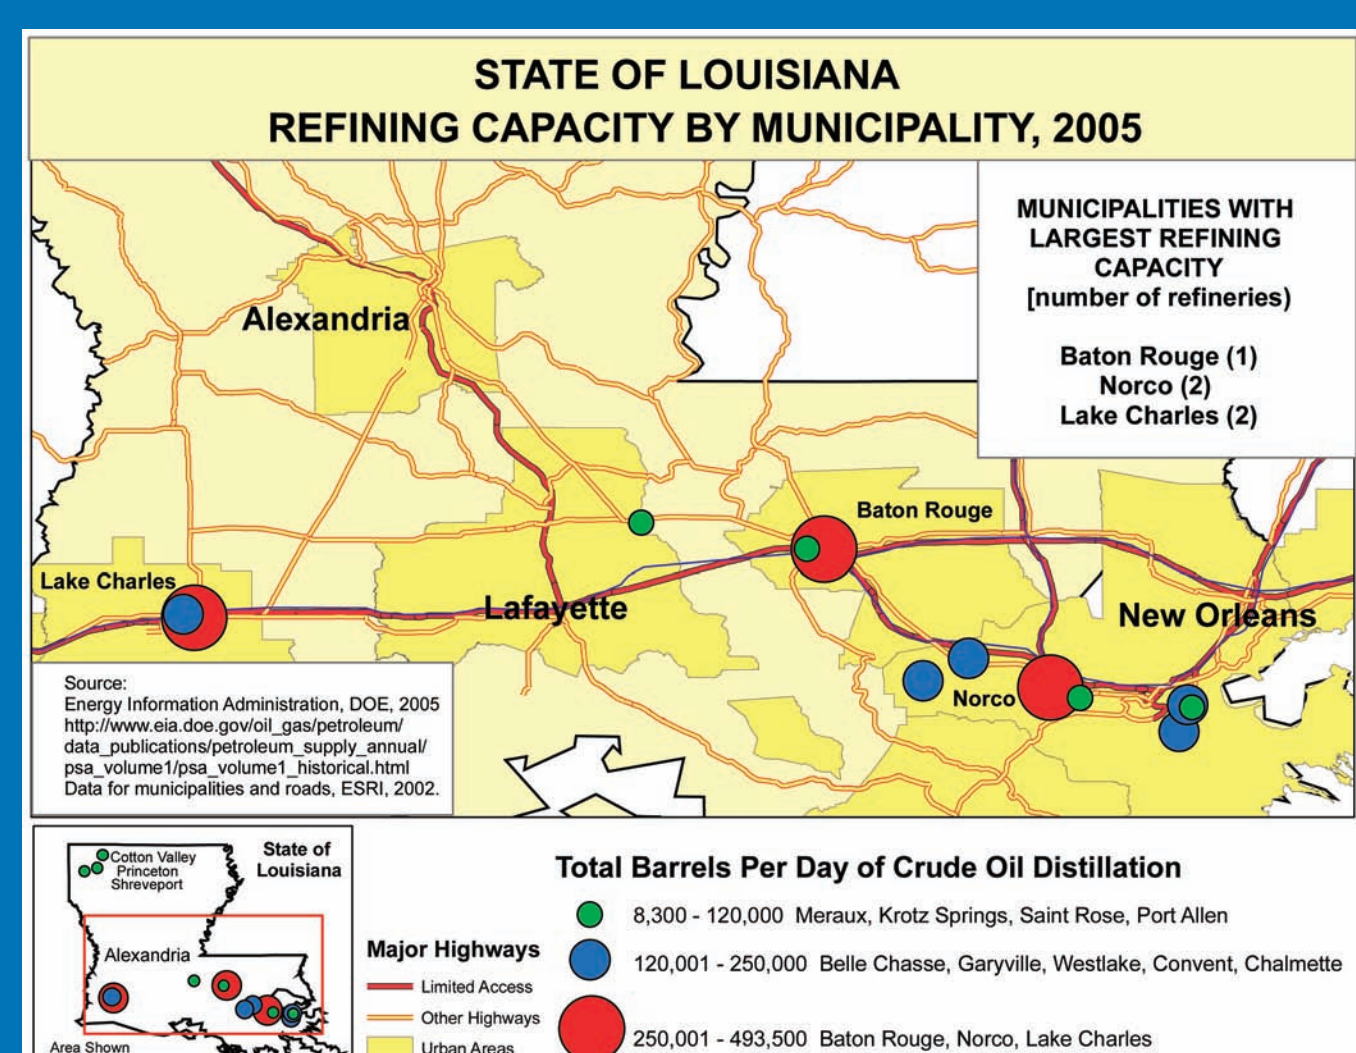 STATE OF LOUISIANA
REFINING CAPACITY BY MUNICIPALITY, 2005
MUNICIPALITIES WITH
LARGEST REFINING
CAPACITY
[number of refineries)
Baton Rouge (1)
Norco (2)
Lake Charles (2)
Alexandria
Baton Rouge
Lake Charles
Lafayette
New Orleans
Norco
Source:
Energy Information Administration, DOE, 2005
http://www.eia.doe.gov/oil_gas/petroleum/
data_publications/petroleum_supply_annual/
psa_volume1/psa_volume1_historical.html
Data for municipalities and roads, ESRI, 2002.
Cotton Valley
Princeton
Shreveport
State of
Louisiana
Alexandria
Area Shown
Major Highways
Limited Access
Other Highways
Urban Areas
Total Barrels Per Day of Crude Oil Distillation
8,300 - 120,000 Meraux, Krotz Springs, Saint Rose, Port Allen
120,001 - 250,000 Belle Chasse, Garyville, Westlake, Convent, Chalmette
250,001 - 493,500 Baton Rouge, Norco, Lake Charles